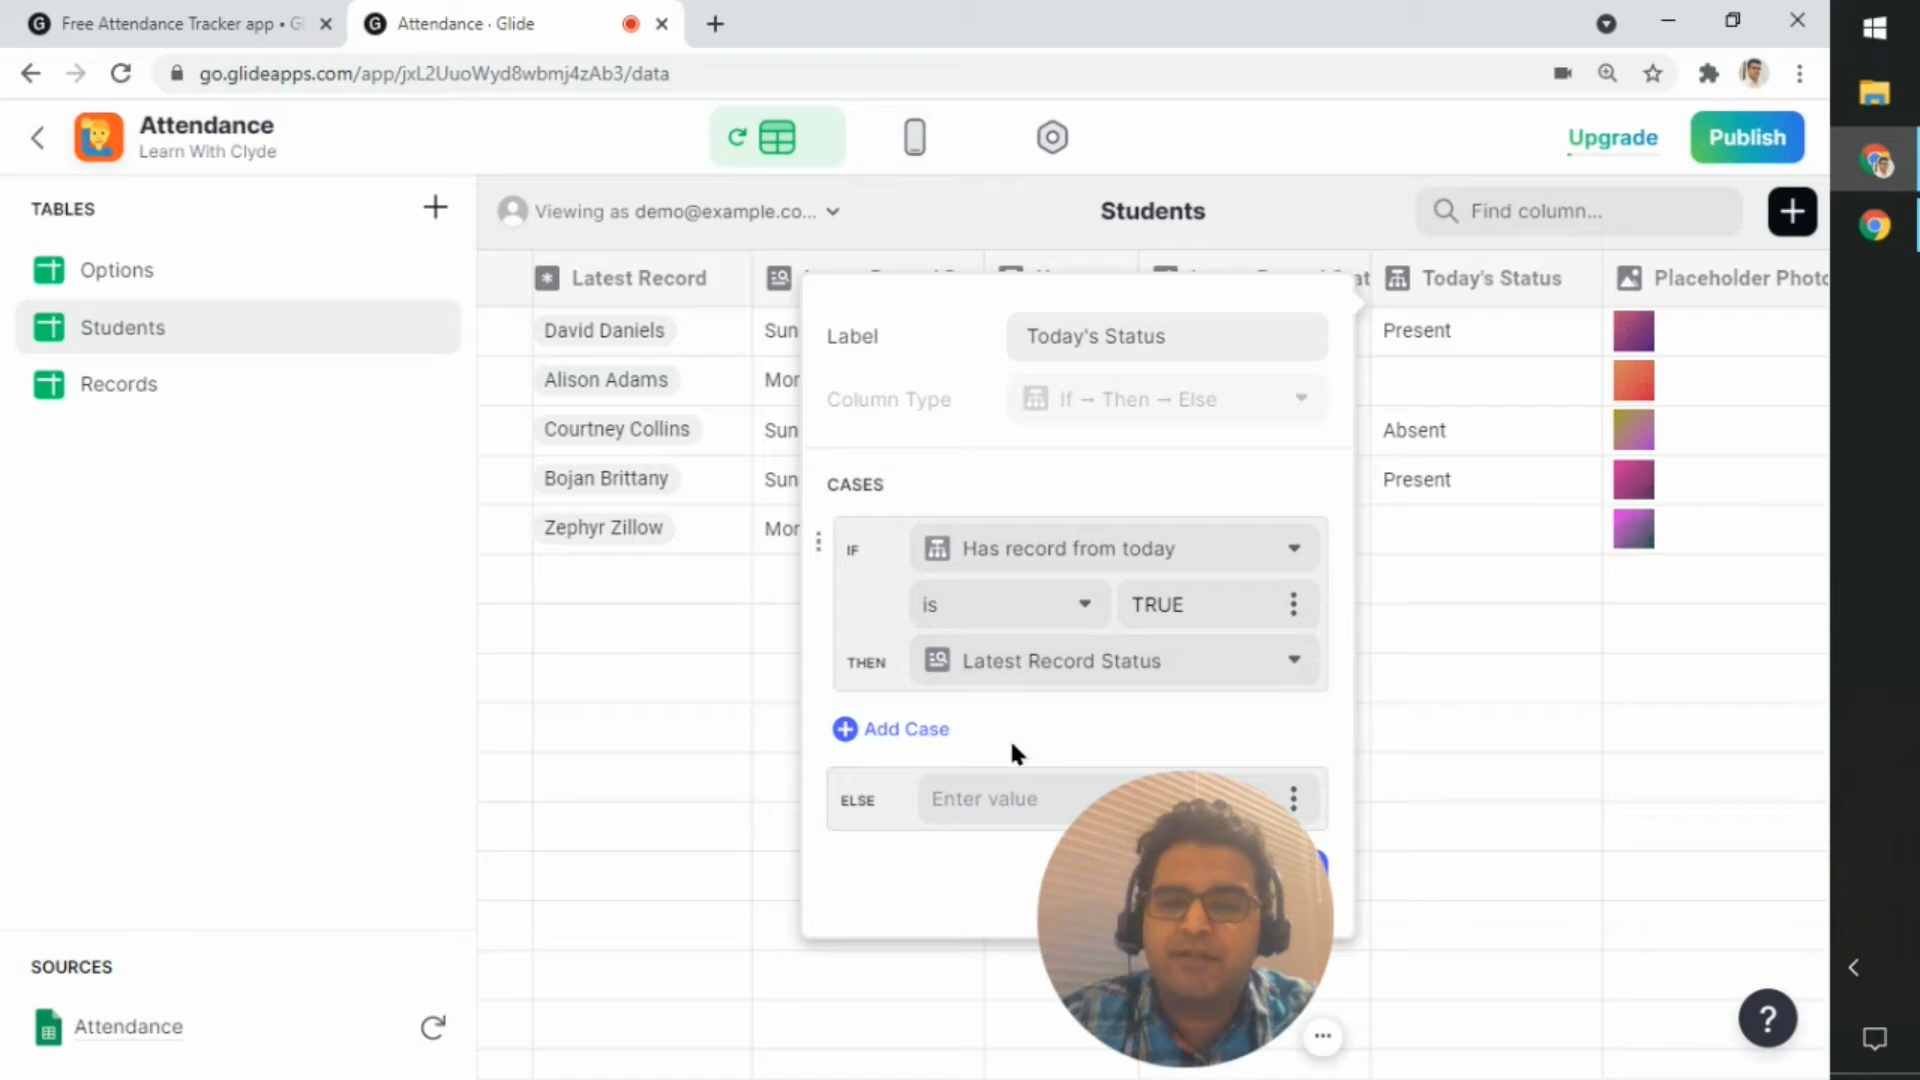 Free Attendance Tracker app • G
Attendance · Glide
go.glideapps.com/app/jxL2UuoWyd8wbmj4zAb3/data
Attendance
Learn With Clyde
Upgrade
Publish
TABLES
Options
Students
Records
SOURCES
Attendance
Viewing as demo@example.co...
Students
Find column...
Latest Record
Today's Status
Placeholder Photo
David Daniels
Sun
Present
Alison Adams
Mor
Courtney Collins
Sun
Absent
Bojan Brittany
Sun
Present
Zephyr Zillow
Mor
Label
Today's Status
Column Type
If → Then → Else
CASES
IF
Has record from today
is
TRUE
THEN
Latest Record Status
Add Case
ELSE
Enter value
?